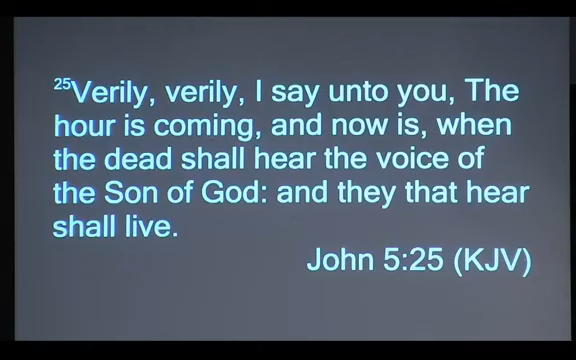 25Verily, verily, I say unto you, The
hour is coming, and now is, when
the dead shall hear the voice of
the Son of God: and they that hear
shall live.
John 5:25 (KJV)